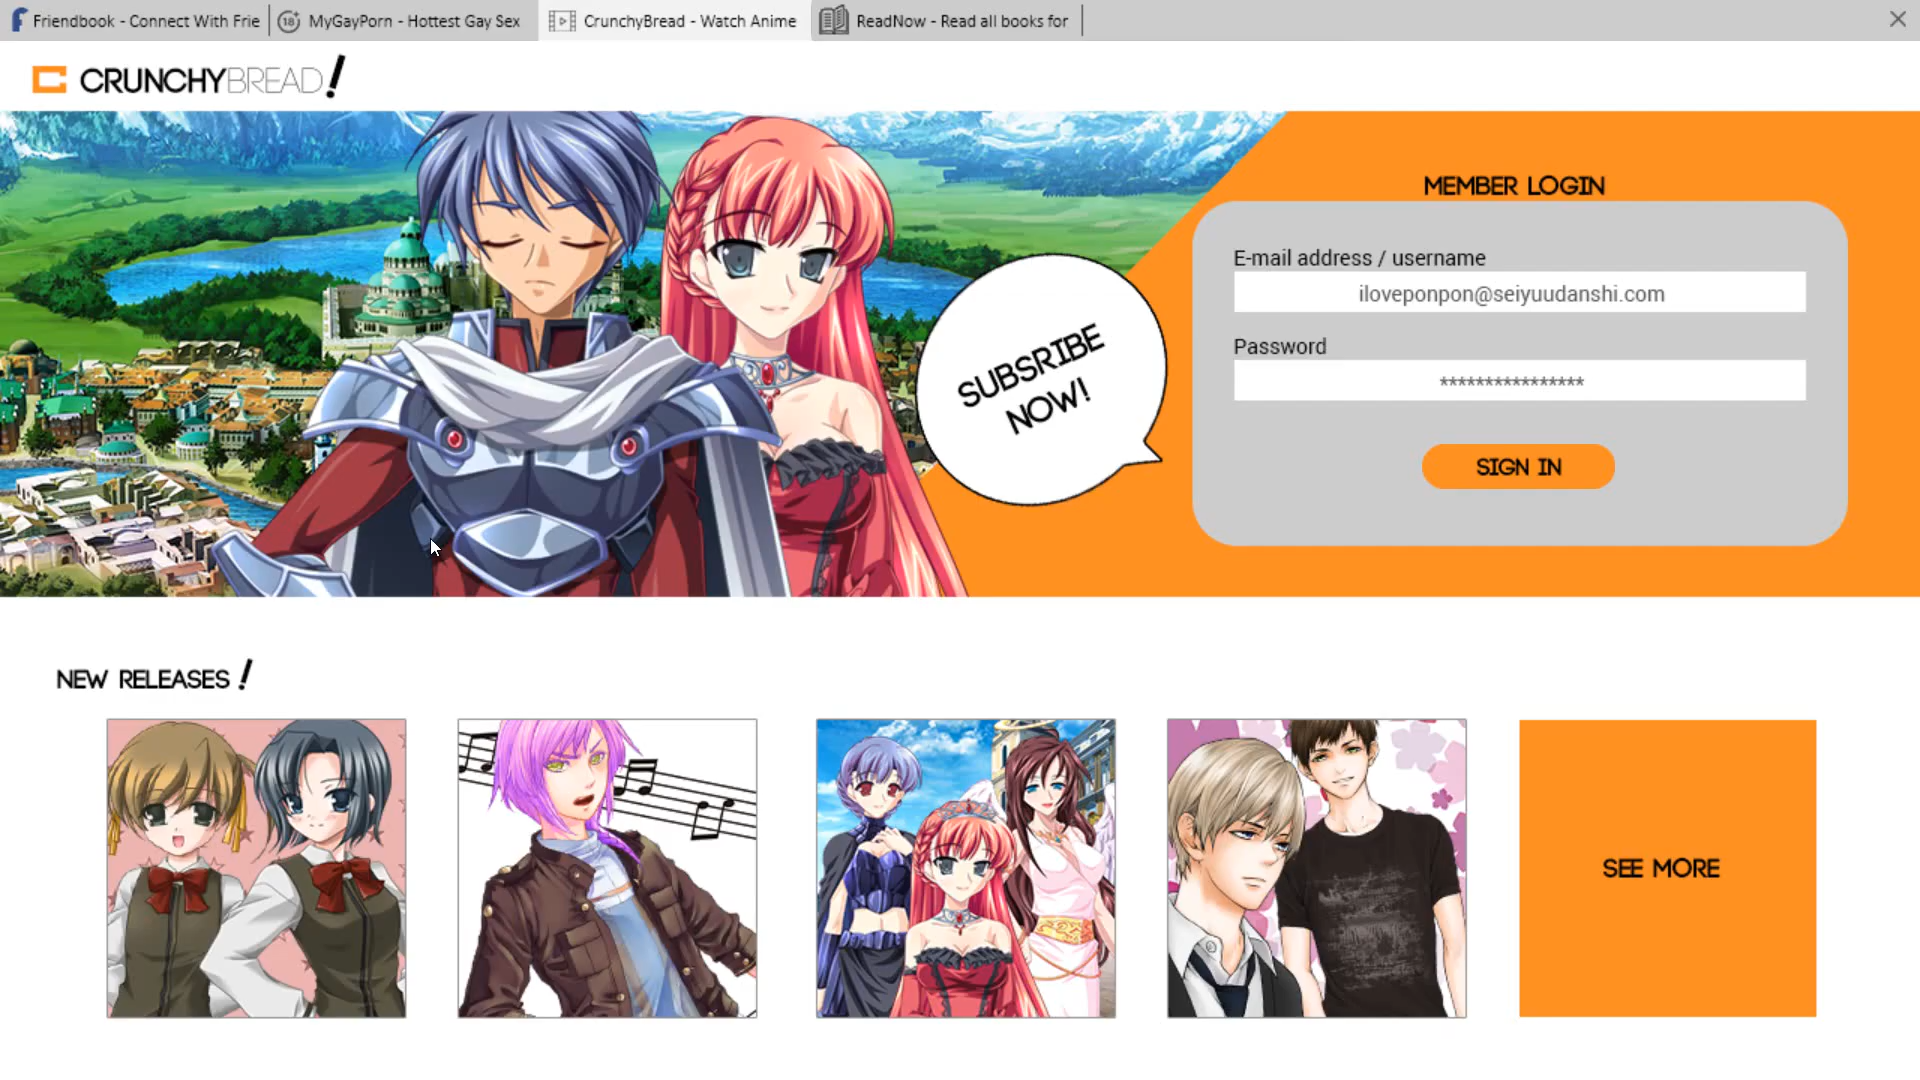 Friendbook - Connect With Frie
18+ MyGayPorn - Hottest Gay Sex
CrunchyBread - Watch Anime
ReadNow - Read all books for
CRUNCHYBREAD!
MEMBER LOGIN
E-mail address / username
iloveponpon@seiyuudanshi.com
Password
****************
SIGN IN
SUBSRIBE
NOW!
NEW RELEASES!
SEE MORE